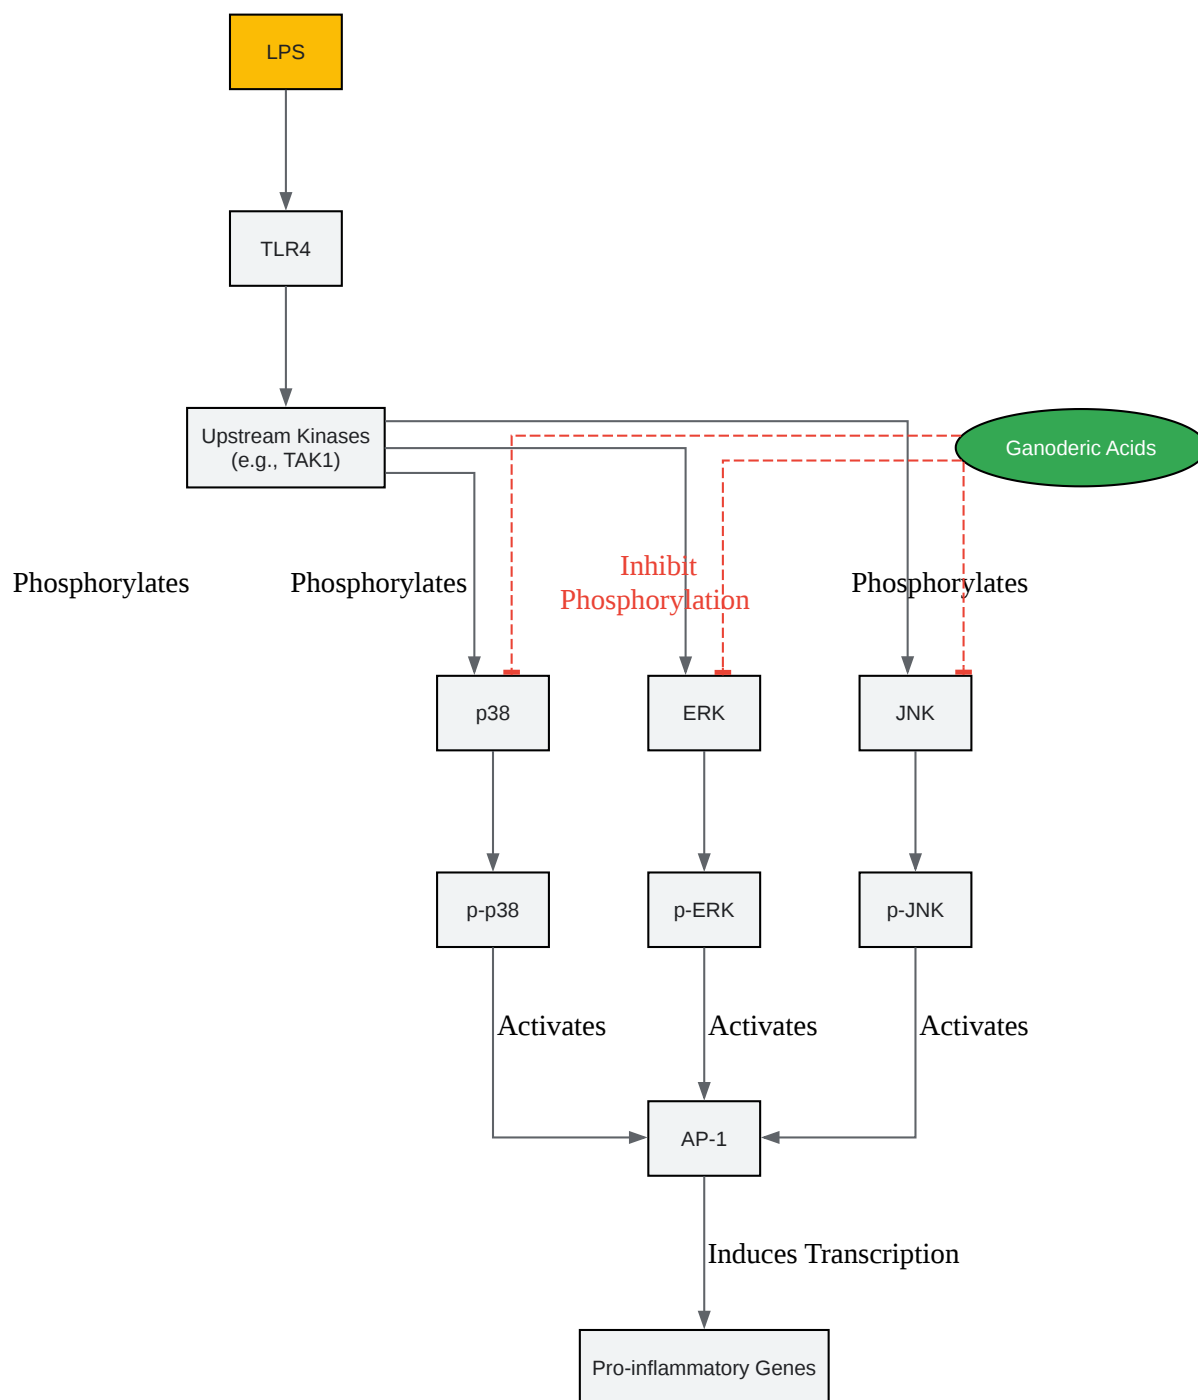 LPS
TLR4
Upstream Kinases
(e.g., TAK1)
Ganoderic Acids
Phosphorylates
Phosphorylates
Inhibit
Phosphorylation
Phosphorylates
p38
ERK
JNK
p-p38
p-ERK
p-JNK
Activates
Activates
Activates
AP-1
Induces Transcription
Pro-inflammatory Genes